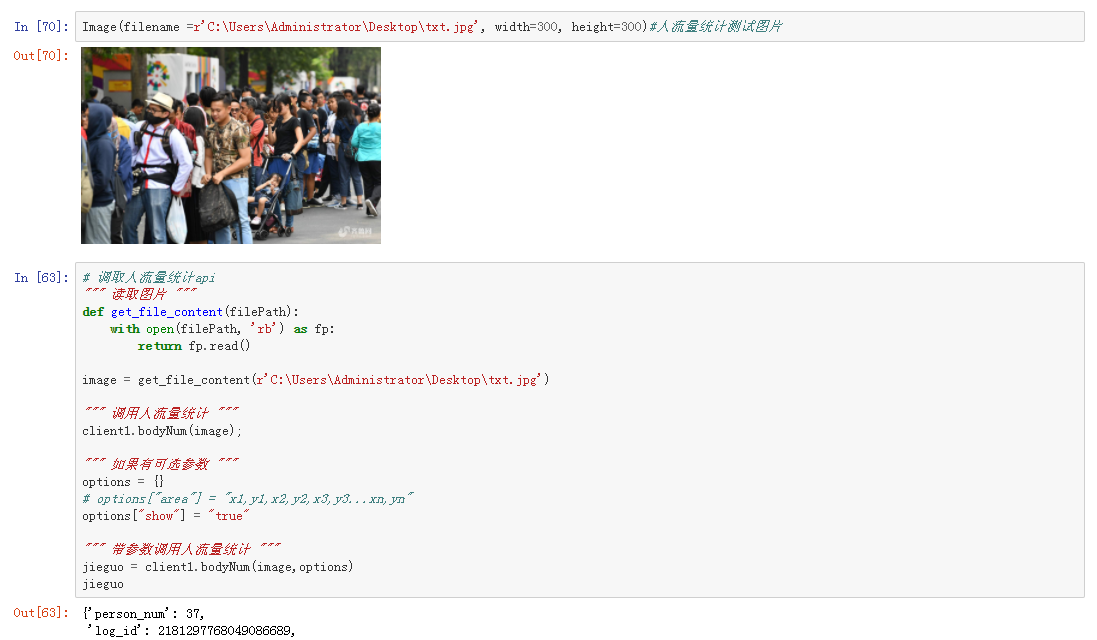 In [70]: Image(filename =r'C:\Users\Administrator\Desktop\txt.jpg', width=300, height=300)#人流量统计测试图片
Out[70]:
In [63]: # 调取人流量统计api
""" 读取图片 """
def get_file_content(filePath):
with open(filePath, 'rb') as fp:
return fp.read()
image = get_file_content(r'C:\Users\Administrator\Desktop\txt.jpg')
""" 调用人流量统计 """
client1.bodyNum(image);
""" 如果有可选参数 """
options = {}
# options["area"] = "x1,y1,x2,y2,x3,y3...xn,yn"
options["show"] = "true"
""" 带参数调用人流量统计 """
jieguo = client1.bodyNum(image,options)
jieguo
Out[63]: {'person_num': 37,
'log_id': 2181297768049086689,